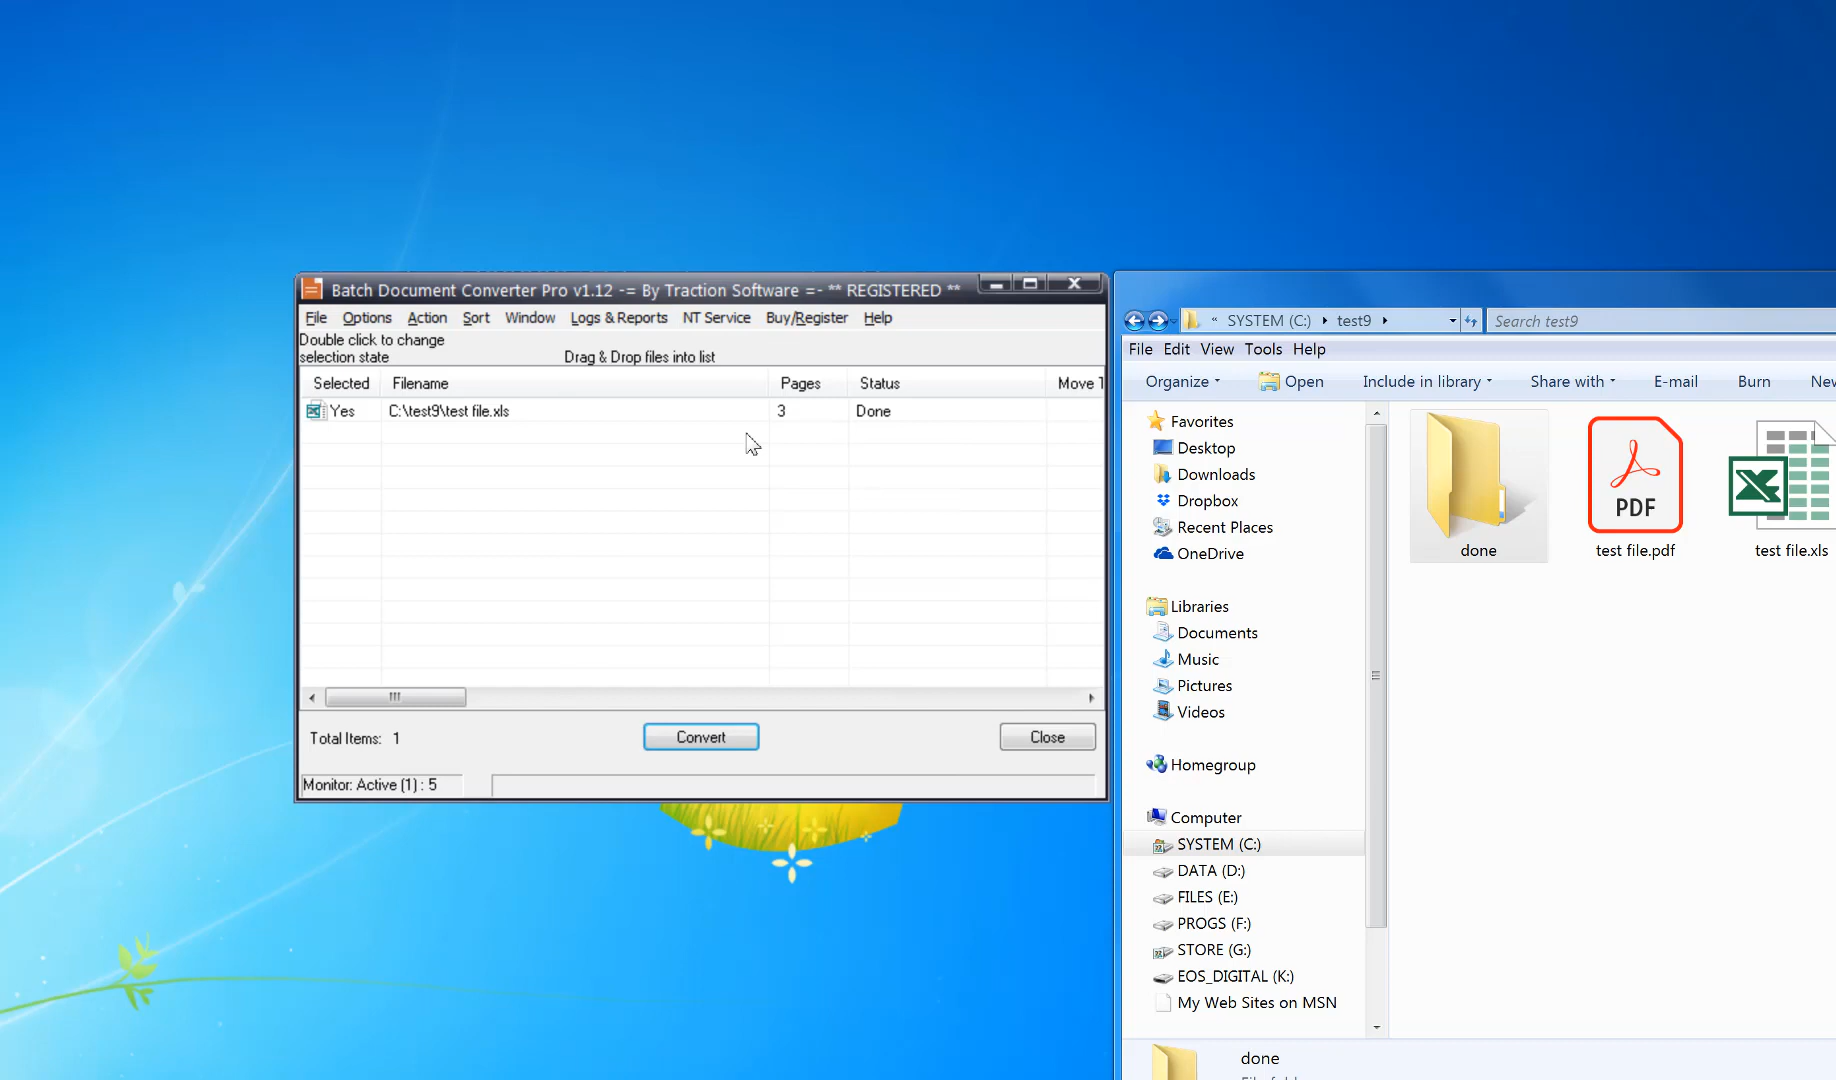 Batch Document Converter Pro v1.12 -= By Traction Software =- ** REGISTERED **
File Options Action Sort Window Logs & Reports NT Service Buy/Register Help
Double click to change
selection state
Drag & Drop files into list
Selected Filename Pages Status Move T
Yes C:\test9\test file.xls 3 Done
Total Items: 1
Convert
Close
Monitor: Active (1) : 5
« SYSTEM (C:) test9
Search test9
File Edit View Tools Help
Organize Open Include in library Share with E-mail Burn New
Favorites
Desktop
Downloads
Dropbox
Recent Places
OneDrive
Libraries
Documents
Music
Pictures
Videos
Homegroup
Computer
SYSTEM (C:)
DATA (D:)
FILES (E:)
PROGS (F:)
STORE (G:)
EOS_DIGITAL (K:)
My Web Sites on MSN
PDF
done test file.pdf test file.xls
done